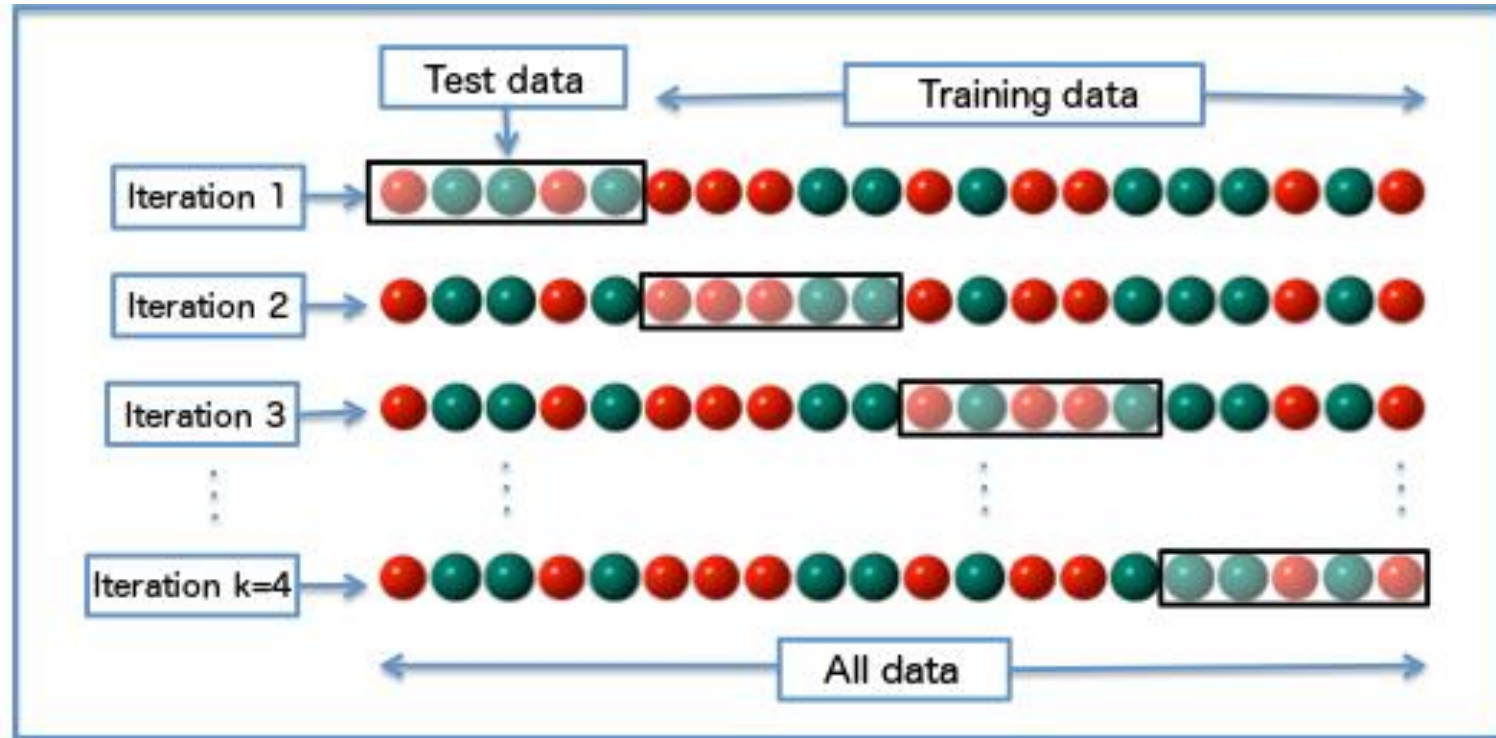 Test data
Training data
Iteration 1
Iteration 2
Iteration 3
Iteration k=4
All data